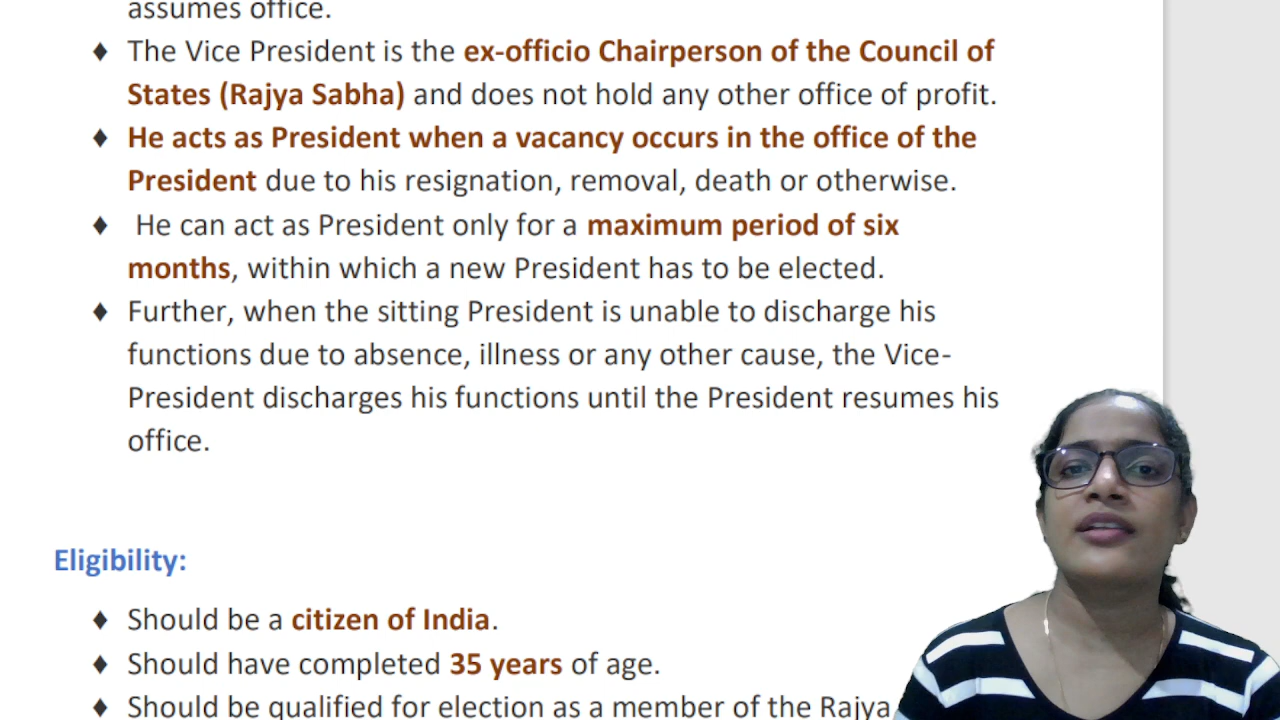 assumes office.
♦ The Vice President is the ex-officio Chairperson of the Council of
States (Rajya Sabha) and does not hold any other office of profit.
♦ He acts as President when a vacancy occurs in the office of the
President due to his resignation, removal, death or otherwise.
♦ He can act as President only for a maximum period of six
months, within which a new President has to be elected.
♦ Further, when the sitting President is unable to discharge his
functions due to absence, illness or any other cause, the Vice-
President discharges his functions until the President resumes his
office.
Eligibility:
♦ Should be a citizen of India.
♦ Should have completed 35 years of age.
♦ Should be qualified for election as a member of the Rajya